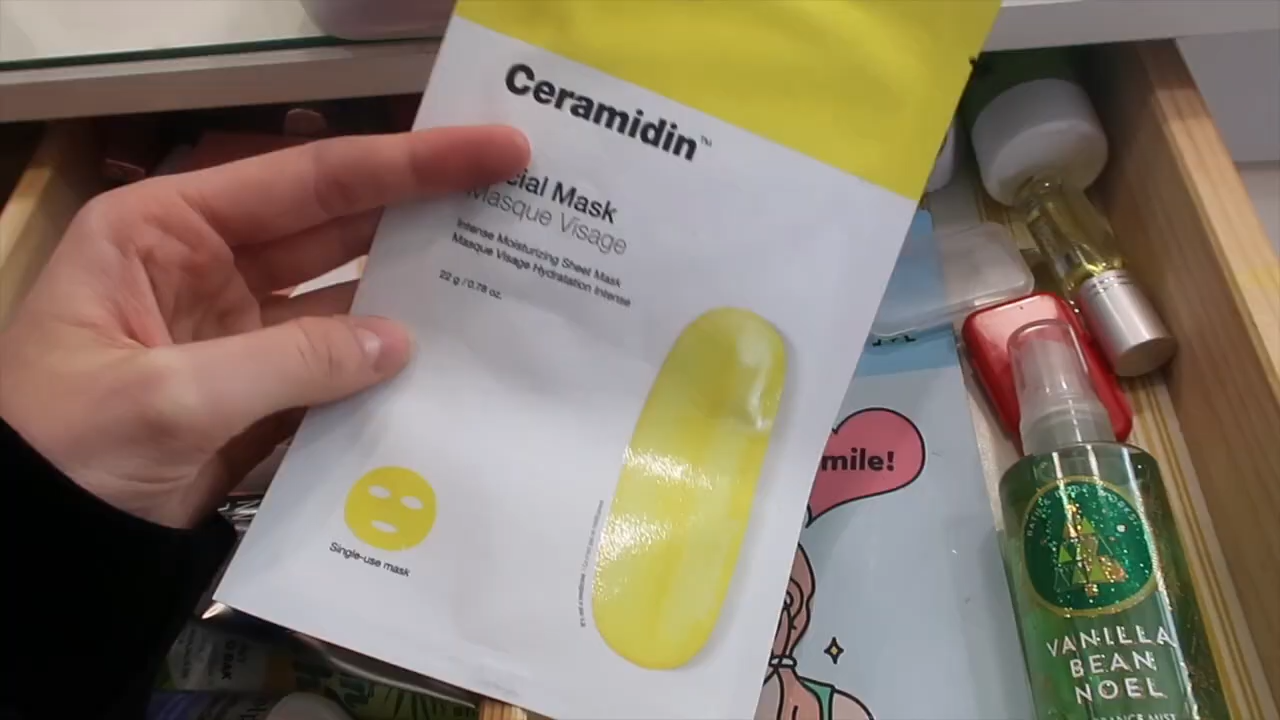 Ceramidin™
cial Mask
Masque Visage
Intense Moisturizing Sheet Mask
Masque Visage Hydratation Intense
22 g / 0.78 oz.
Single-use mask
mile!
VANILLA
BEAN
NOEL